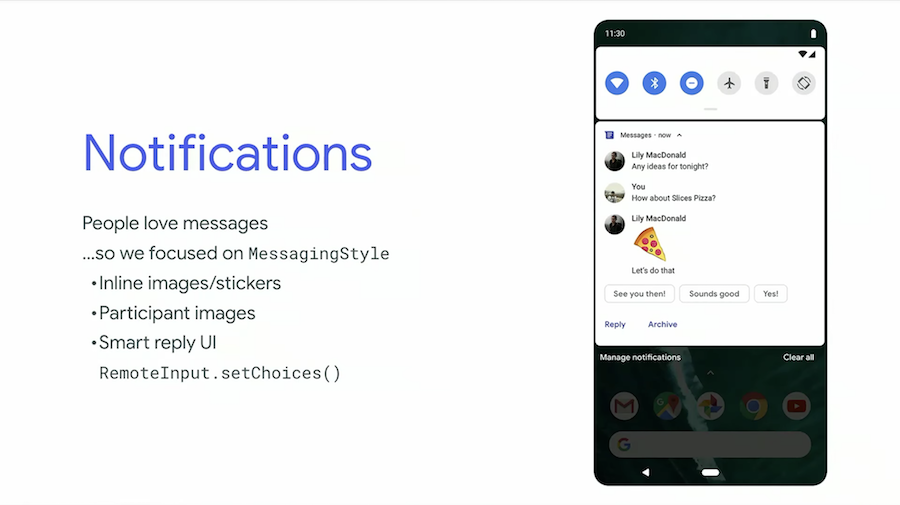 Notifications
People love messages
...so we focused on MessagingStyle
•Inline images/stickers
•Participant images
•Smart reply UI
RemoteInput.setChoices()
11:30
Messages · now
Lily MacDonald
Any ideas for tonight?
You
How about Slices Pizza?
Lily MacDonald
Let's do that
See you then! Sounds good Yes!
Reply Archive
Manage notifications Clear all